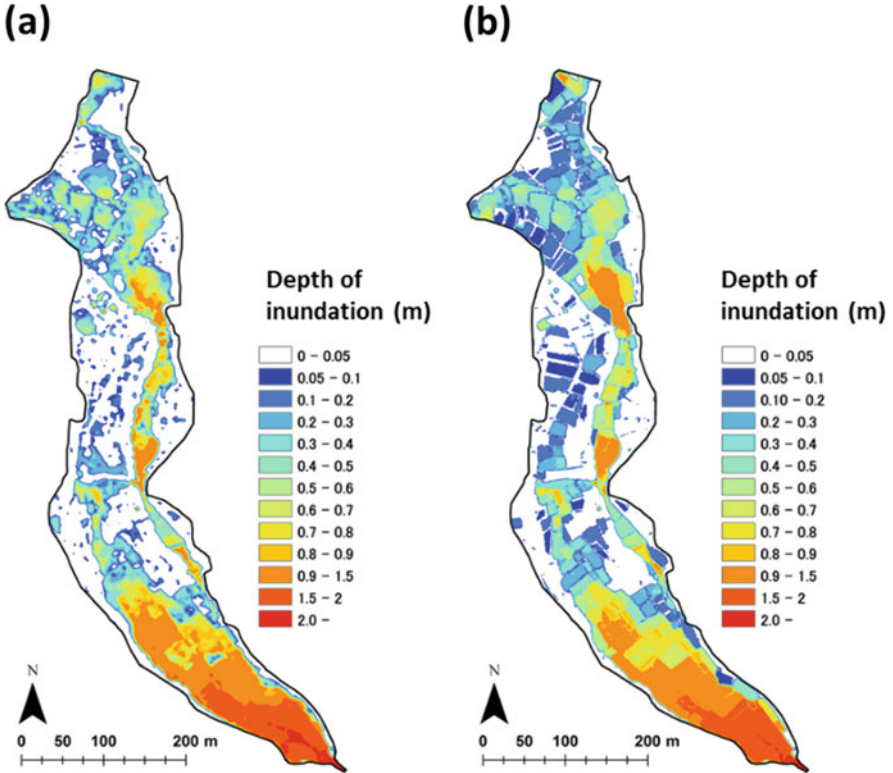 (a)
Depth of
inundation (m)
0 – 0.05
0.05 – 0.1
0.1 – 0.2
0.2 – 0.3
0.3 – 0.4
0.4 – 0.5
0.5 – 0.6
0.6 – 0.7
0.7 – 0.8
0.8 – 0.9
0.9 – 1.5
1.5 – 2
2.0 –
N
0 50 100 200 m
(b)
Depth of
inundation (m)
0 – 0.05
0.05 – 0.1
0.10 – 0.2
0.2 – 0.3
0.3 – 0.4
0.4 – 0.5
0.5 – 0.6
0.6 – 0.7
0.7 – 0.8
0.8 – 0.9
0.9 – 1.5
1.5 – 2
2.0 –
N
0 50 100 200 m